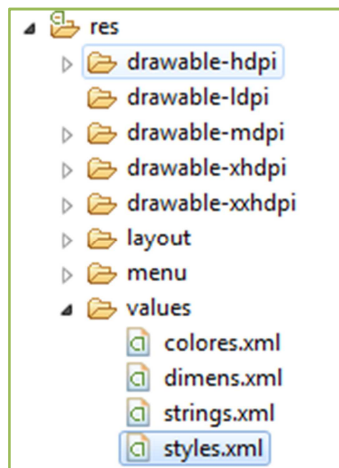 res
drawable-hdpi
drawable-ldpi
drawable-mdpi
drawable-xhdpi
drawable-xxhdpi
layout
menu
values
colores.xml
dimens.xml
strings.xml
styles.xml